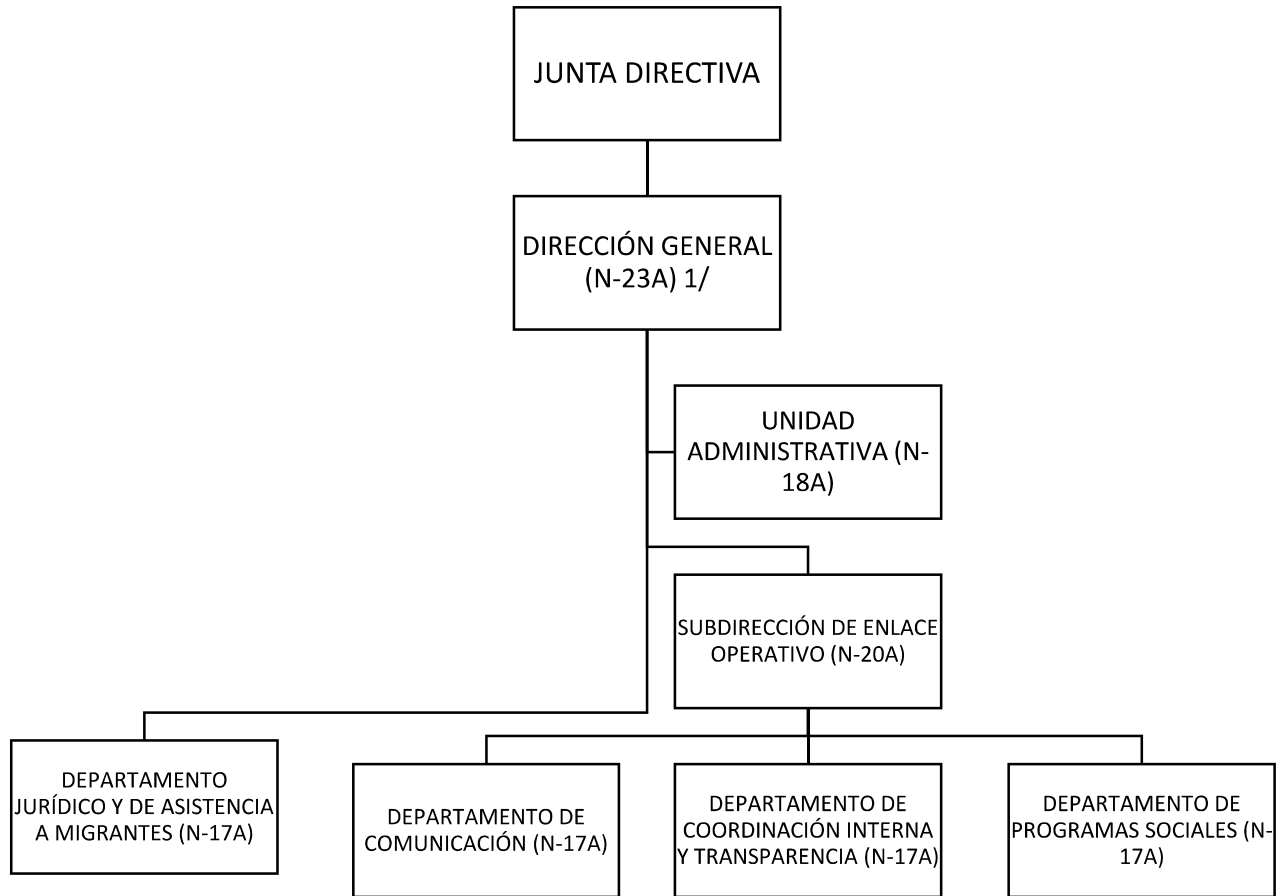 JUNTA DIRECTIVA
DIRECCIÓN GENERAL
(N-23A) 1/
UNIDAD
ADMINISTRATIVA (N-
18A)
SUBDIRECCIÓN DE ENLACE
OPERATIVO (N-20A)
DEPARTAMENTO
JURÍDICO Y DE ASISTENCIA
A MIGRANTES (N-17A)
DEPARTAMENTO DE
COMUNICACIÓN (N-17A)
DEPARTAMENTO DE
COORDINACIÓN INTERNA
Y TRANSPARENCIA (N-17A)
DEPARTAMENTO DE
PROGRAMAS SOCIALES (N-
17A)